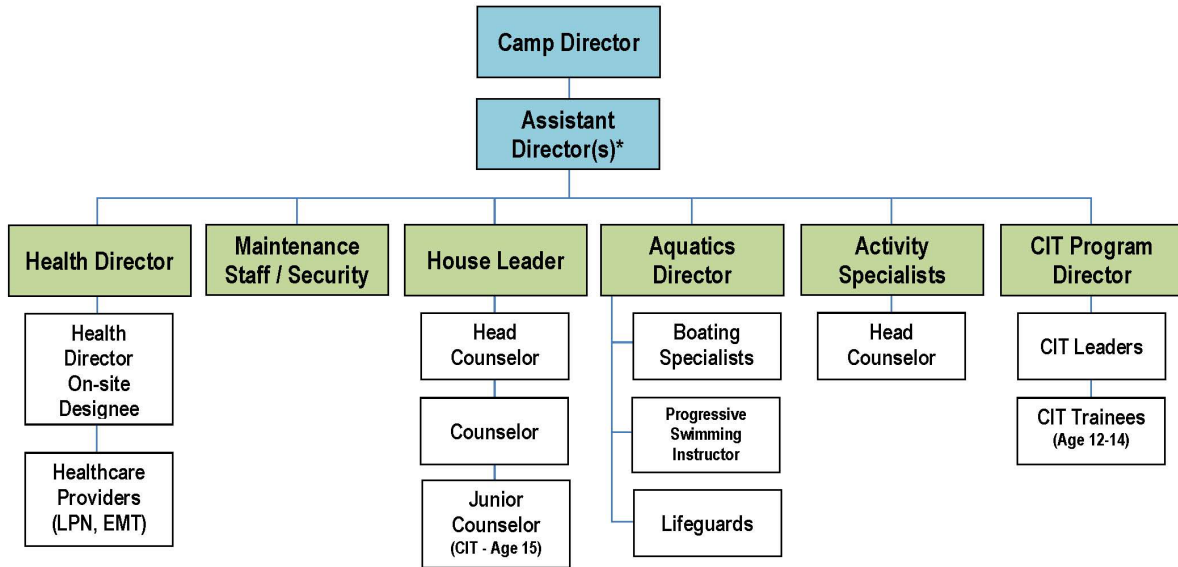 Camp Director
Assistant
Director(s)*
Health Director
Maintenance
Staff / Security
House Leader
Aquatics
Director
Activity
Specialists
CIT Program
Director
Health
Director
On-site
Designee
Head
Counselor
Boating
Specialists
Head
Counselor
CIT Leaders
Counselor
Progressive
Swimming
Instructor
CIT Trainees
(Age 12-14)
Healthcare
Providers
(LPN, EMT)
Junior
Counselor
(CIT - Age 15)
Lifeguards